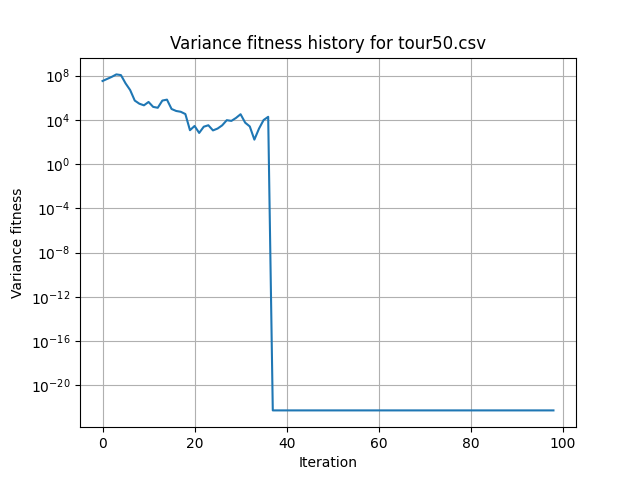 Variance fitness history for tour50.csv
Variance fitness
10^8
10^4
10^0
10^−4
10^−8
10^−12
10^−16
10^−20
0 20 40 60 80 100
Iteration